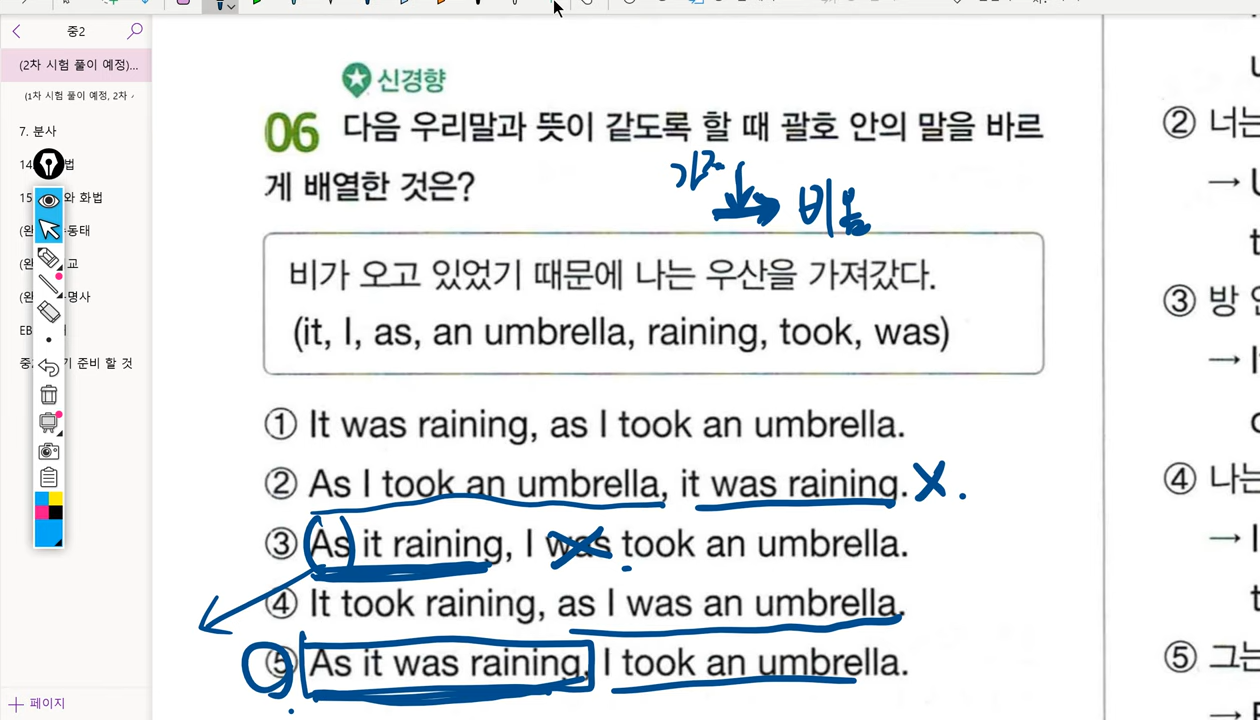 중2
(2차 시험 풀이 예정)...
(1차 시험 풀이 예정, 2차
7. 분사
14 법
15 와 화법
(완 동태
(완 교
(완 명사
EB
중2 기 준비 할 것
페이지
신경향
06 다음 우리말과 뜻이 같도록 할 때 괄호 안의 말을 바르
게 배열한 것은?
비옴
비가 오고 있었기 때문에 나는 우산을 가져갔다.
(it, I, as, an umbrella, raining, took, was)
① It was raining, as I took an umbrella.
② As I took an umbrella, it was raining. X.
③ As it raining, I was took an umbrella.
④ It took raining, as I was an umbrella.
⑤ As it was raining, I took an umbrella.
② 너는
③ 방
④ 나는
⑤ 그는